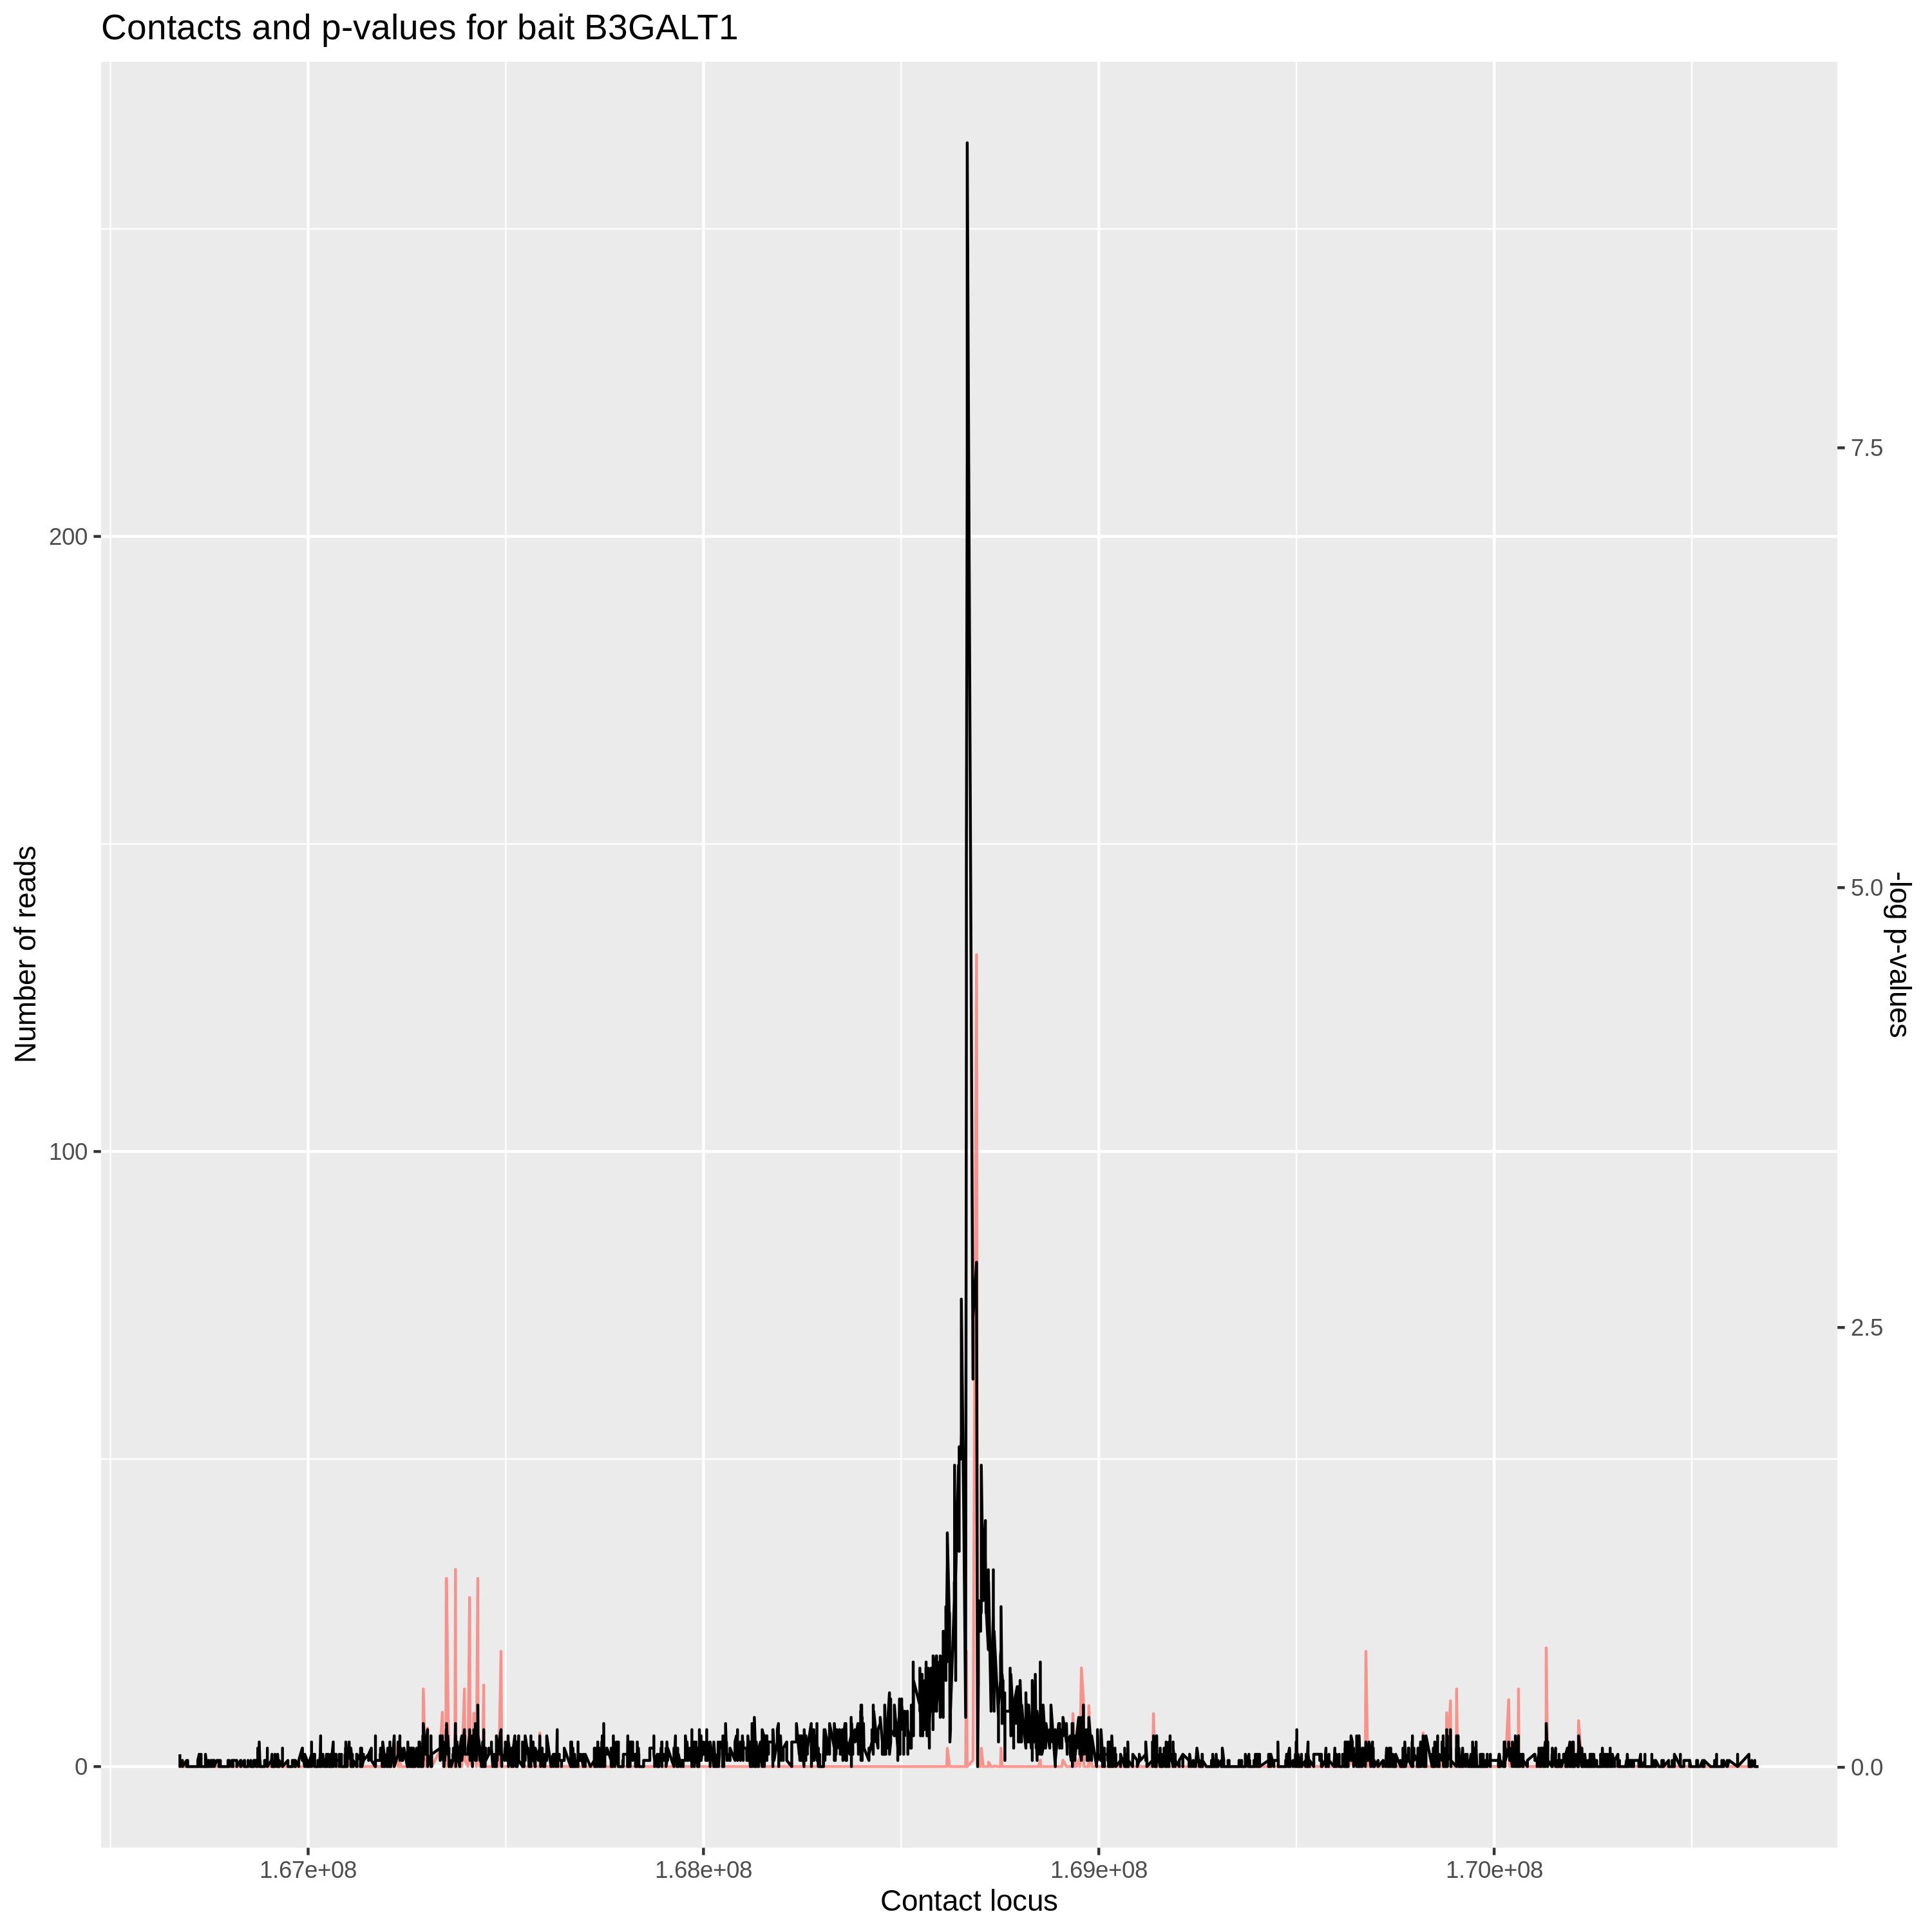 Contacts and p-values for bait B3GALT1
Number of reads
200
100
0
7.5
5.0
2.5
0.0
-log p-values
1.67e+08
1.68e+08
1.69e+08
1.70e+08
Contact locus